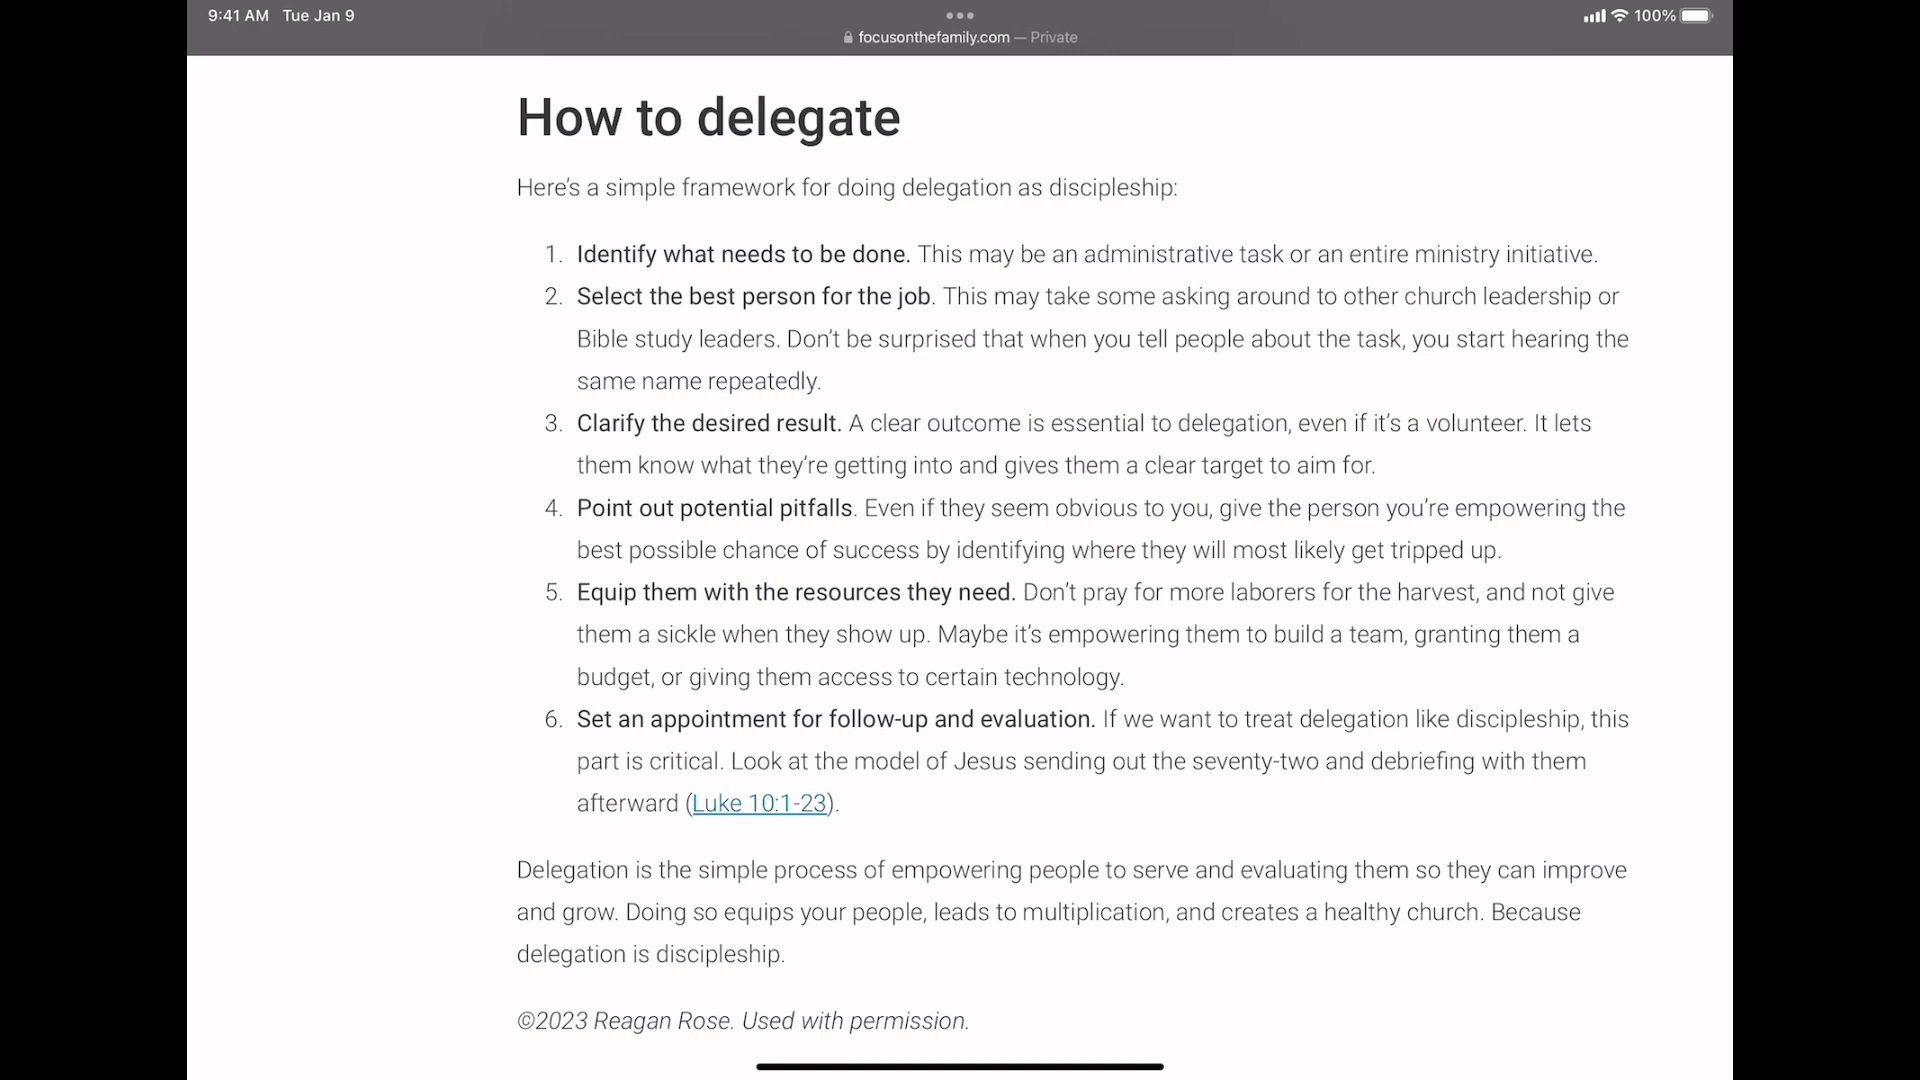 9:41 AM Tue Jan 9
focusonthefamily.com — Private
100%
How to delegate
Here's a simple framework for doing delegation as discipleship:
1. Identify what needs to be done. This may be an administrative task or an entire ministry initiative.
2. Select the best person for the job. This may take some asking around to other church leadership or
Bible study leaders. Don't be surprised that when you tell people about the task, you start hearing the
same name repeatedly.
3. Clarify the desired result. A clear outcome is essential to delegation, even if it's a volunteer. It lets
them know what they're getting into and gives them a clear target to aim for.
4. Point out potential pitfalls. Even if they seem obvious to you, give the person you're empowering the
best possible chance of success by identifying where they will most likely get tripped up.
5. Equip them with the resources they need. Don't pray for more laborers for the harvest, and not give
them a sickle when they show up. Maybe it's empowering them to build a team, granting them a
budget, or giving them access to certain technology.
6. Set an appointment for follow-up and evaluation. If we want to treat delegation like discipleship, this
part is critical. Look at the model of Jesus sending out the seventy-two and debriefing with them
afterward (Luke 10:1-23).
Delegation is the simple process of empowering people to serve and evaluating them so they can improve
and grow. Doing so equips your people, leads to multiplication, and creates a healthy church. Because
delegation is discipleship.
©2023 Reagan Rose. Used with permission.